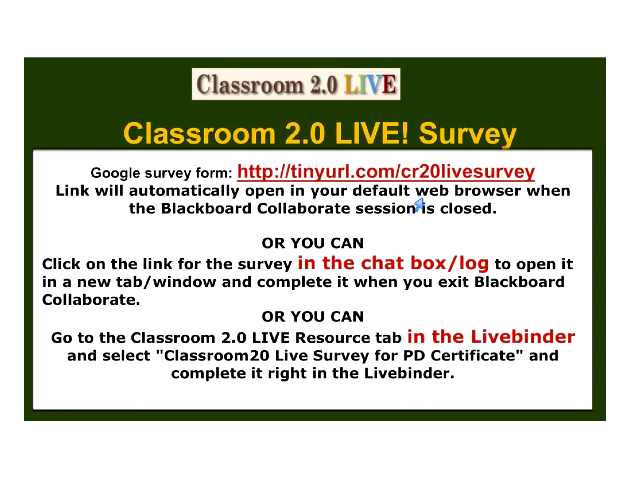 Classroom 2.0 LIVE
Classroom 2.0 LIVE! Survey
Google survey form: http://tinyurl.com/cr20livesurvey
Link will automatically open in your default web browser when
the Blackboard Collaborate session is closed.
OR YOU CAN
Click on the link for the survey in the chat box/log to open it
in a new tab/window and complete it when you exit Blackboard
Collaborate.
OR YOU CAN
Go to the Classroom 2.0 LIVE Resource tab in the Livebinder
and select "Classroom20 Live Survey for PD Certificate" and
complete it right in the Livebinder.